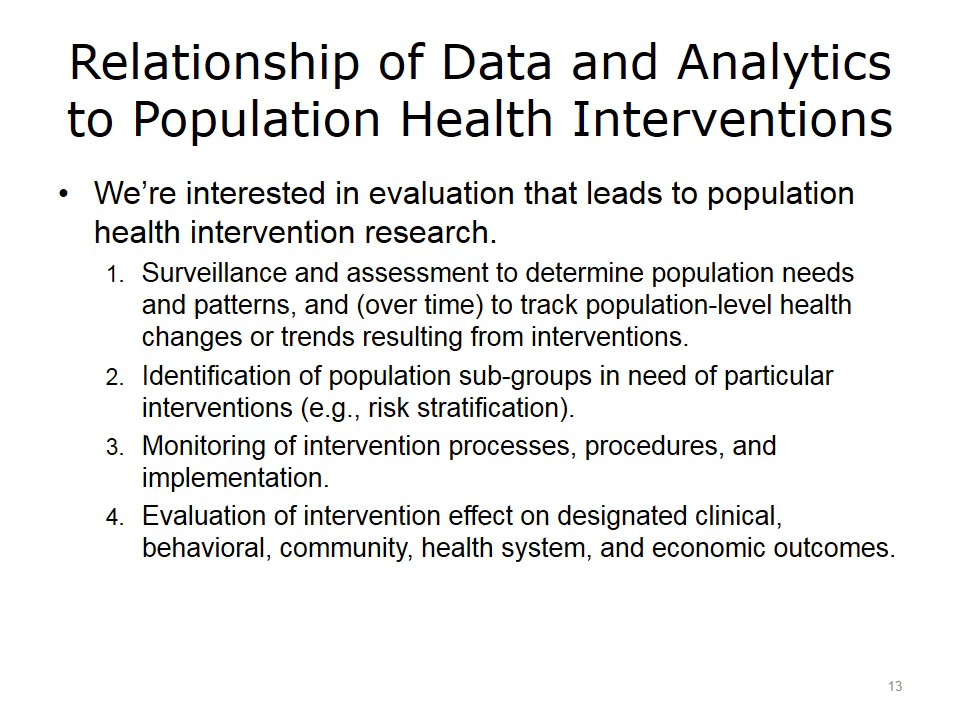 Relationship of Data and Analytics
to Population Health Interventions
• We’re interested in evaluation that leads to population
health intervention research.
1. Surveillance and assessment to determine population needs
and patterns, and (over time) to track population-level health
changes or trends resulting from interventions.
2. Identification of population sub-groups in need of particular
interventions (e.g., risk stratification).
3. Monitoring of intervention processes, procedures, and
implementation.
4. Evaluation of intervention effect on designated clinical,
behavioral, community, health system, and economic outcomes.
13